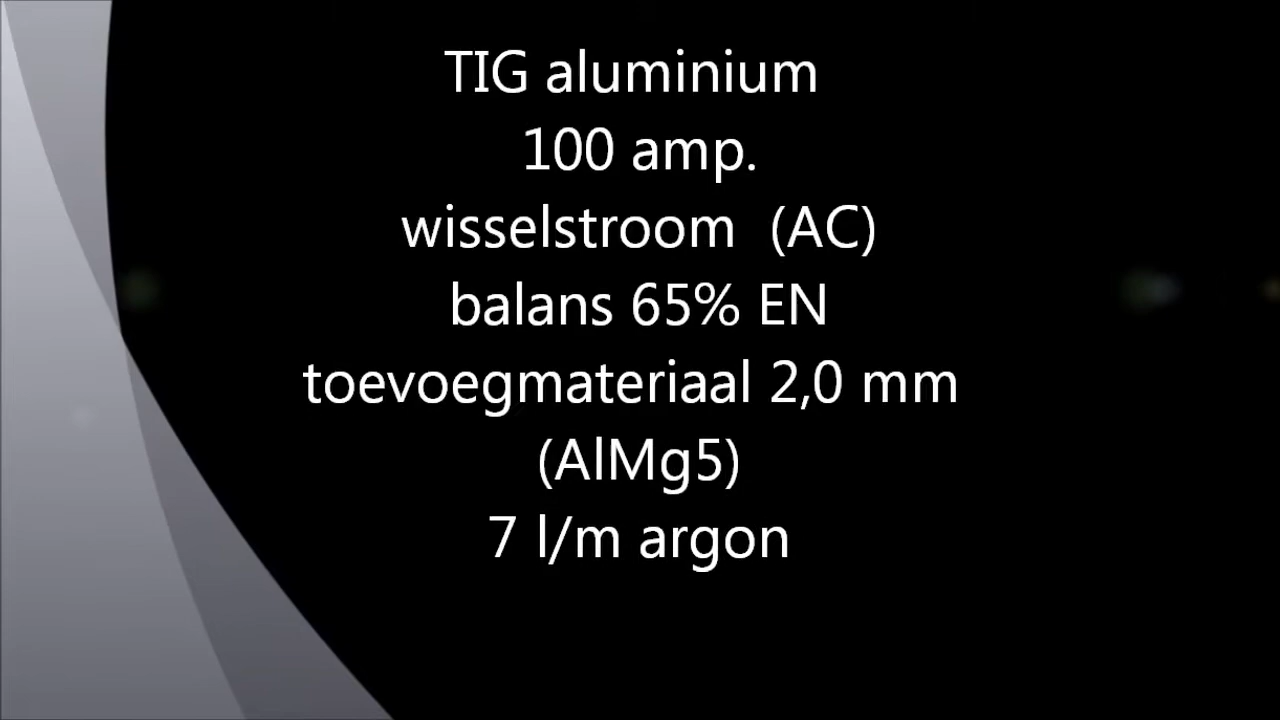 TIG aluminium
100 amp.
wisselstroom (AC)
balans 65% EN
toevoegmateriaal 2,0 mm
(AlMg5)
7 l/m argon